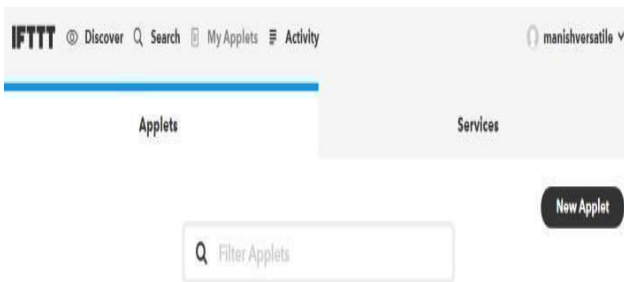 IFTTT Discover Search My Applets Activity manishversatile
Applets Services
New Applet
Filter Applets